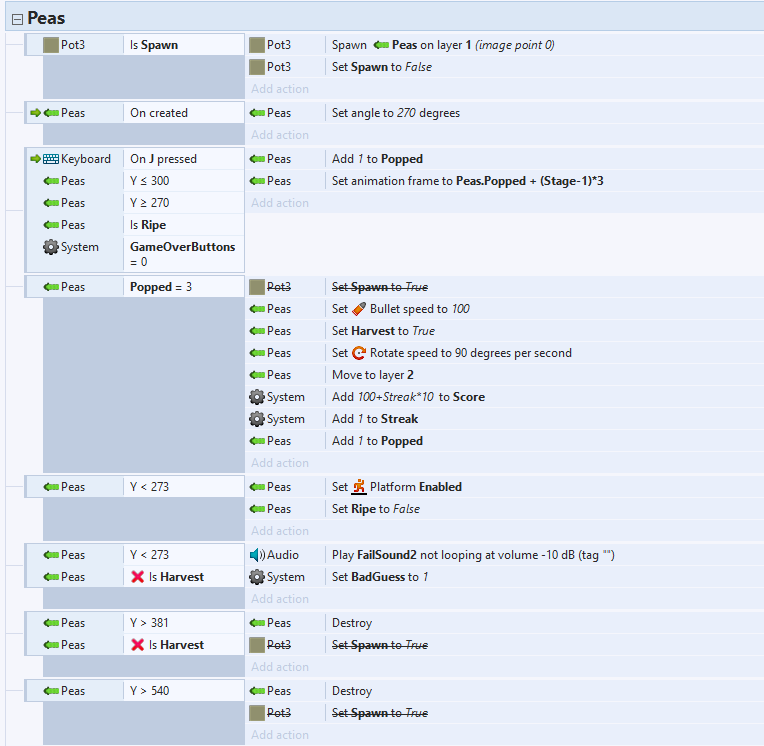 Peas
Pot3 Is Spawn Pot3 Spawn Peas on layer 1 (image point 0)
Pot3 Set Spawn to False
Add action
Peas On created Peas Set angle to 270 degrees
Add action
Keyboard On J pressed Peas Add 1 to Popped
Peas Y ≤ 300 Peas Set animation frame to Peas.Popped + (Stage-1)*3
Peas Y ≥ 270 Add action
Peas Is Ripe
System GameOverButtons
= 0
Peas Popped = 3 Pot3 Set Spawn to True
Peas Set Bullet speed to 100
Peas Set Harvest to True
Peas Set Rotate speed to 90 degrees per second
Peas Move to layer 2
System Add 100+Streak*10 to Score
System Add 1 to Streak
Peas Add 1 to Popped
Add action
Peas Y < 273 Peas Set Platform Enabled
Peas Set Ripe to False
Add action
Peas Y < 273 Audio Play FailSound2 not looping at volume -10 dB (tag "")
Peas Is Harvest System Set BadGuess to 1
Add action
Peas Y > 381 Peas Destroy
Peas Is Harvest Pot3 Set Spawn to True
Add action
Peas Y > 540 Peas Destroy
Pot3 Set Spawn to True
Add action